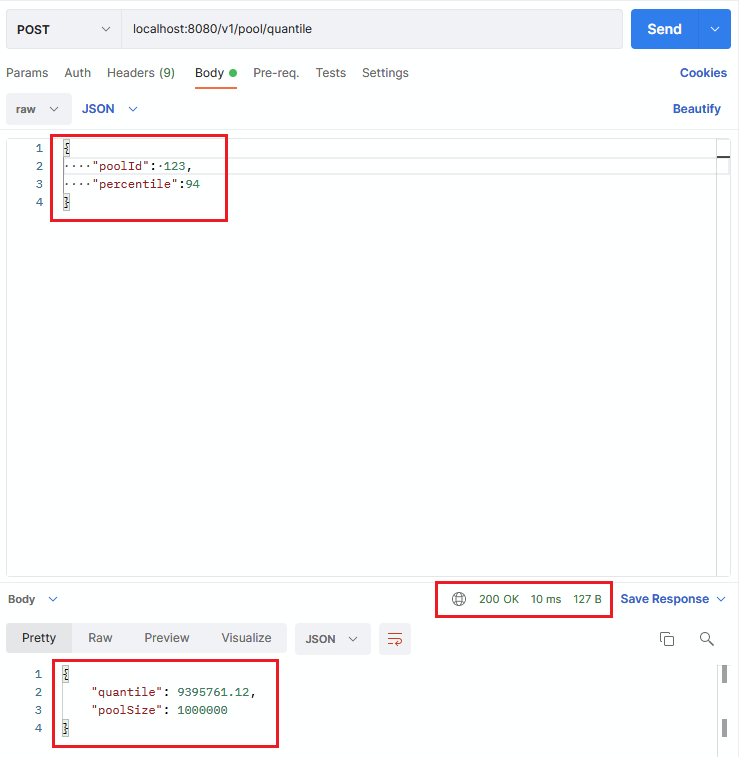 POST localhost:8080/v1/pool/quantile Send
Params Auth Headers (9) Body Pre-req. Tests Settings Cookies
raw JSON Beautify
1 {
2 ····"poolId":·123,
3 ····"percentile":94
4 }
Body 200 OK 10 ms 127 B Save Response
Pretty Raw Preview Visualize JSON
1 {
2 "quantile": 9395761.12,
3 "poolSize": 1000000
4 }